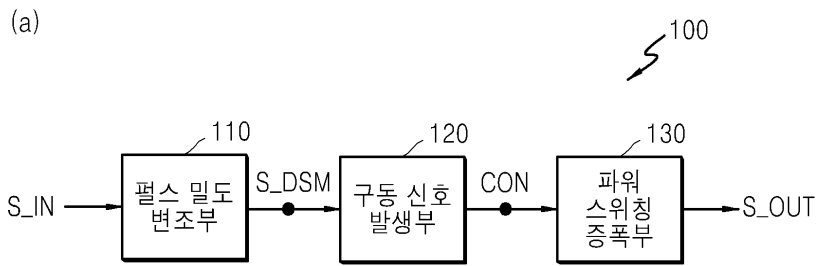 (a)
100
110
120
130
S_IN
펄스 밀도
변조부
S_DSM
구동 신호
발생부
CON
파워
스위칭
증폭부
S_OUT